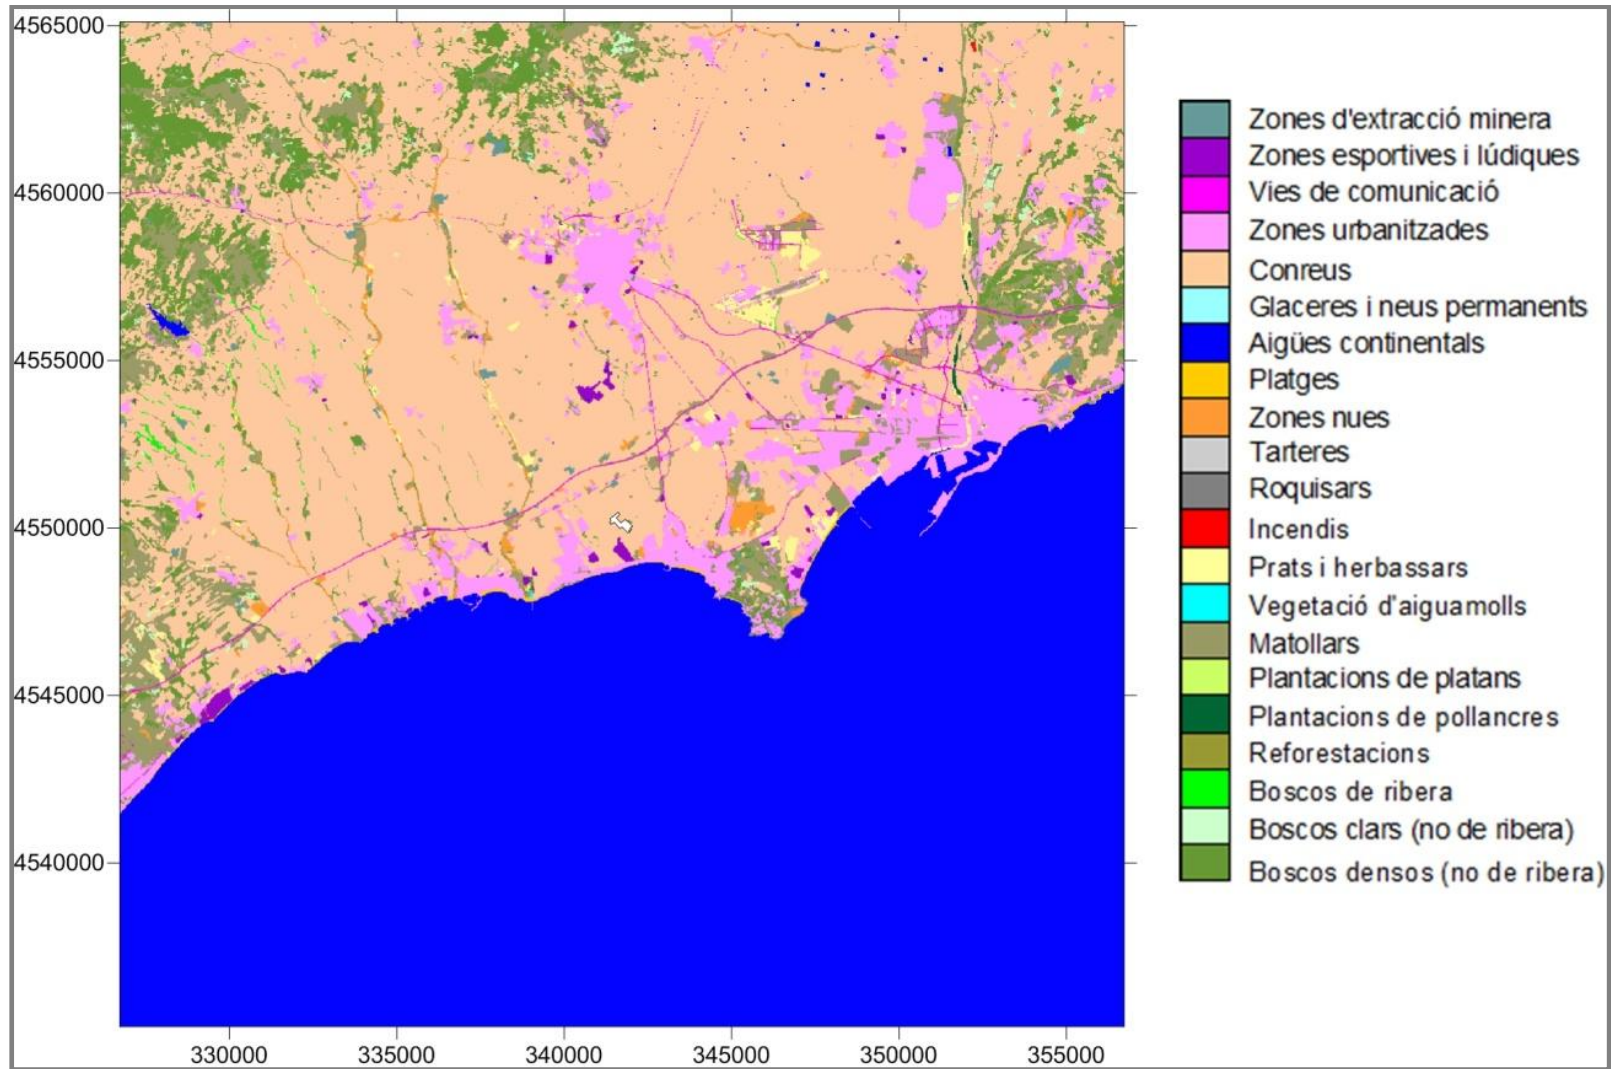 4565000
4560000
4555000
4550000
4545000
4540000
330000 335000 340000 345000 350000 355000
Zones d'extracció minera
Zones esportives i lúdiques
Vies de comunicació
Zones urbanitzades
Conreus
Glaceres i neus permanents
Aigües continentals
Platges
Zones nues
Tarteres
Roquisars
Incendis
Prats i herbassars
Vegetació d'aiguamolls
Matollars
Plantacions de platans
Plantacions de pollancres
Reforestacions
Boscos de ribera
Boscos clars (no de ribera)
Boscos densos (no de ribera)